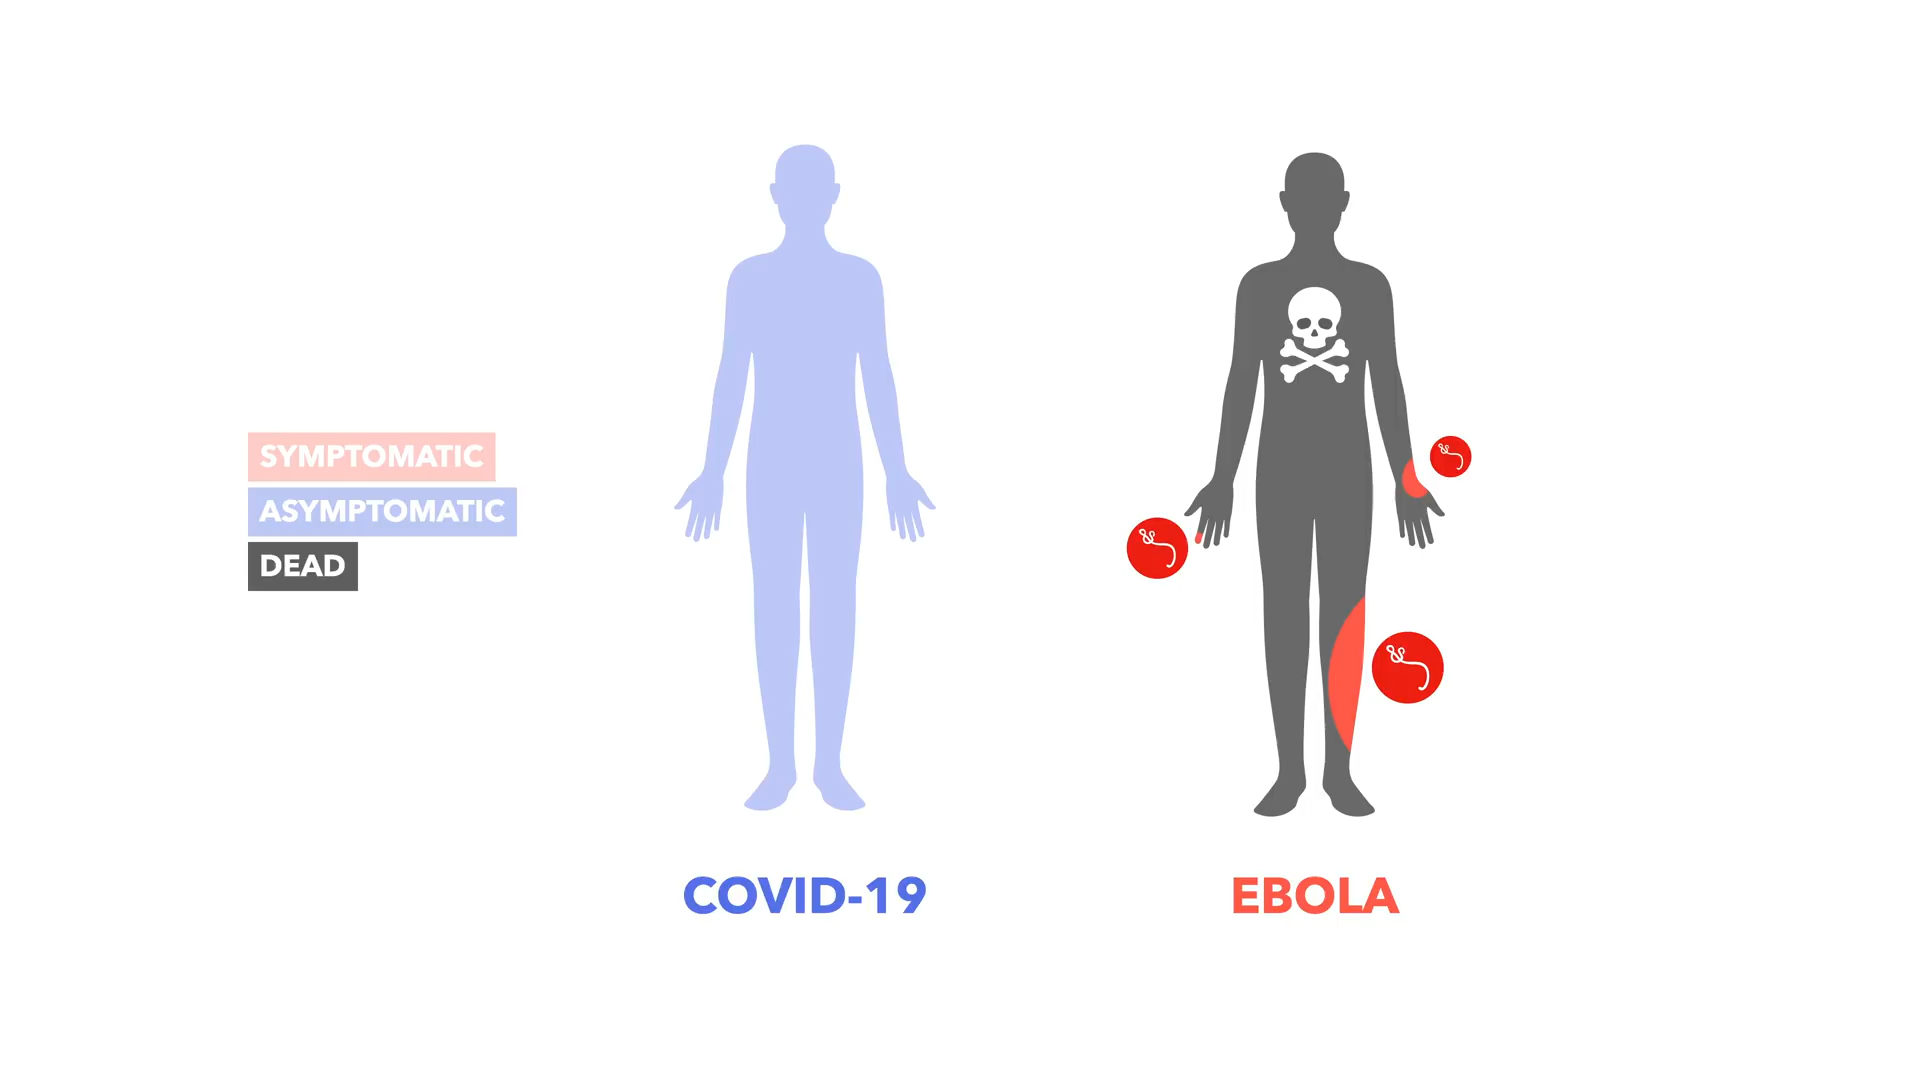 SYMPTOMATIC
ASYMPTOMATIC
DEAD
COVID-19
EBOLA